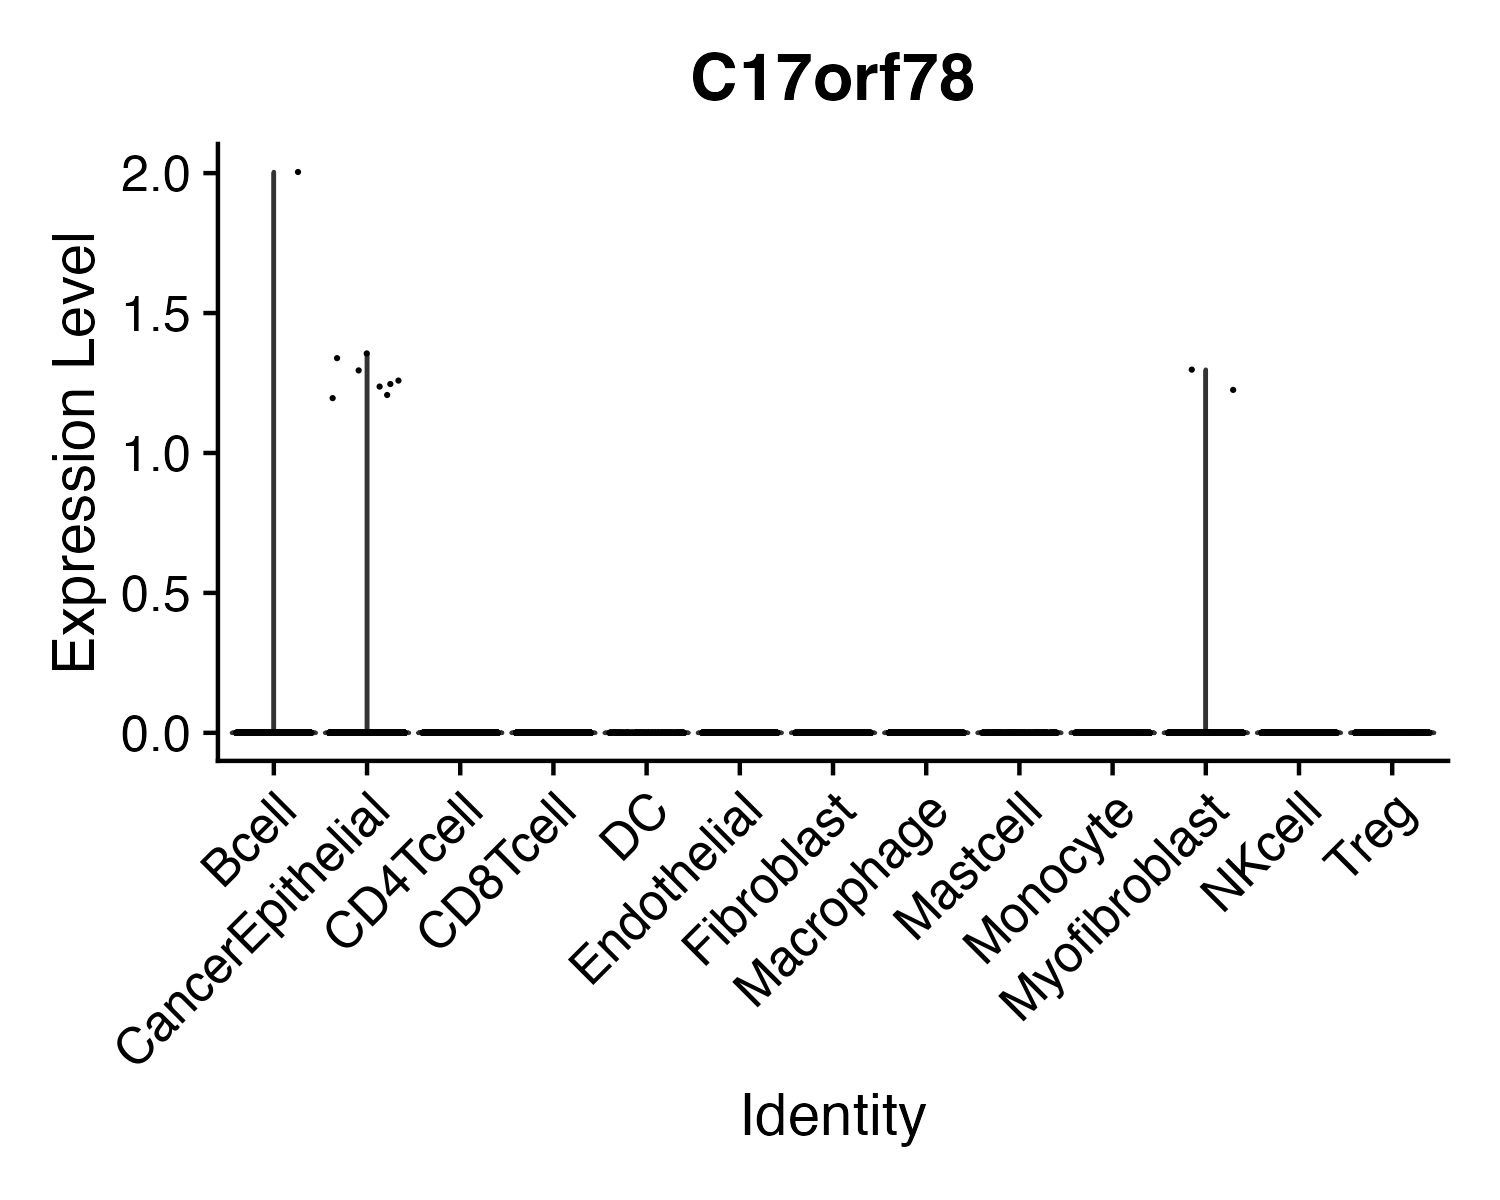 C17orf78
Expression Level
2.0
1.5
1.0
0.5
0.0
Bcell
CancerEpithelial
CD4Tcell
CD8Tcell
DC
Endothelial
Fibroblast
Macrophage
Mastcell
Monocyte
Myofibroblast
NKcell
Treg
Identity